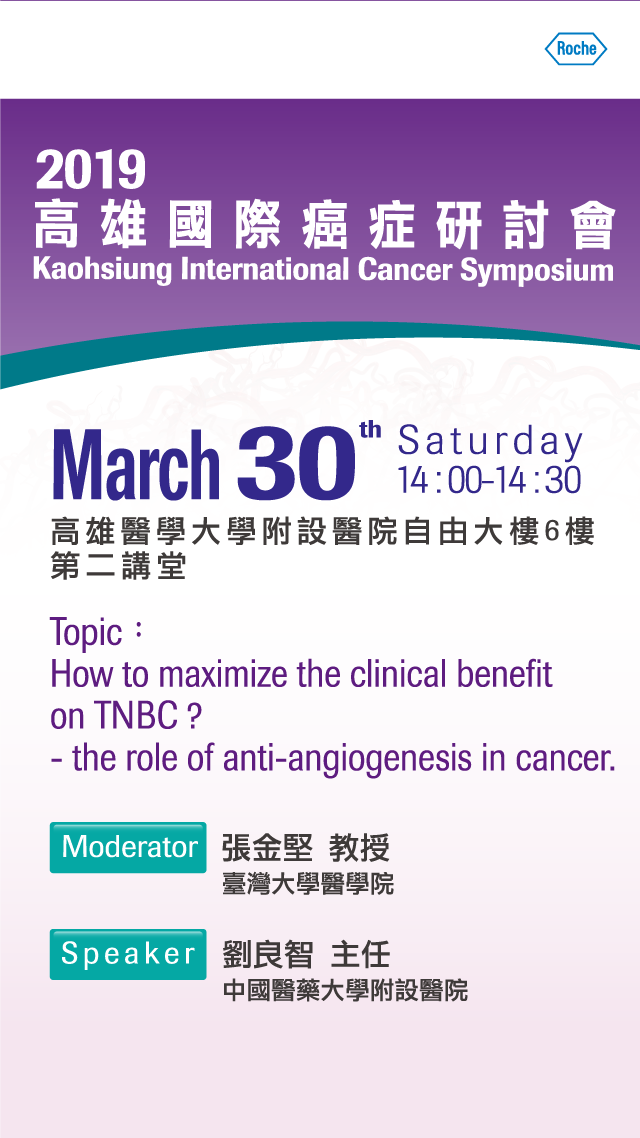 Roche
2019
高雄國際癌症研討會
Kaohsiung International Cancer Symposium
March 30th Saturday
14:00-14:30
高雄醫學大學附設醫院自由大樓6樓
第二講堂
Topic：
How to maximize the clinical benefit
on TNBC？
- the role of anti-angiogenesis in cancer.
Moderator 張金堅 教授
臺灣大學醫學院
Speaker 劉良智 主任
中國醫藥大學附設醫院